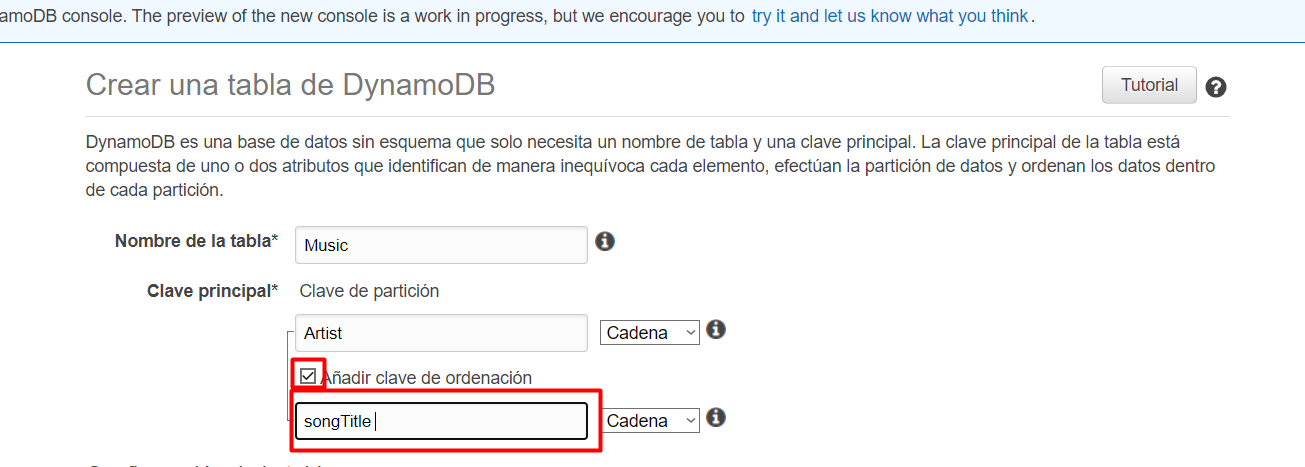 amoDB console. The preview of the new console is a work in progress, but we encourage you to try it and let us know what you think.
Crear una tabla de DynamoDB
Tutorial
DynamoDB es una base de datos sin esquema que solo necesita un nombre de tabla y una clave principal. La clave principal de la tabla está
compuesta de uno o dos atributos que identifican de manera inequívoca cada elemento, efectúan la partición de datos y ordenan los datos dentro
de cada partición.
Nombre de la tabla* Music
Clave principal* Clave de partición
Artist Cadena
Añadir clave de ordenación
songTitle Cadena